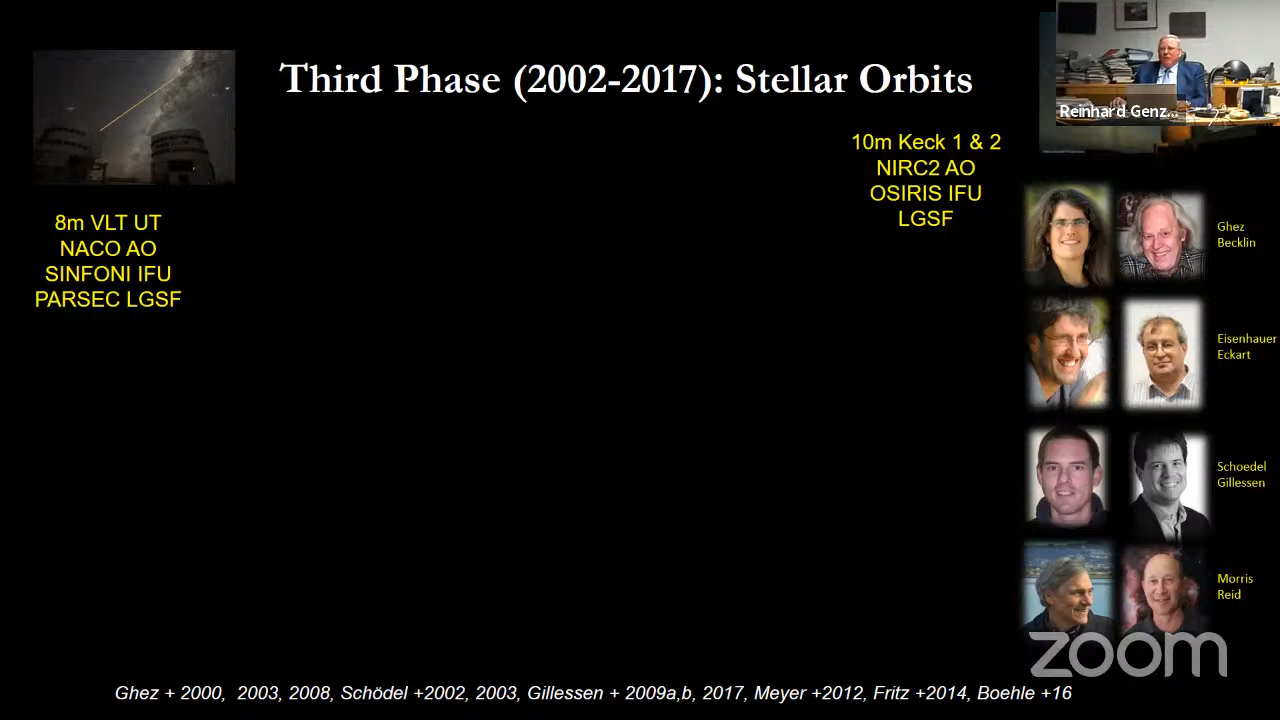 Third Phase (2002-2017): Stellar Orbits
Reinhard Genz...
10m Keck 1 & 2
NIRC2 AO
OSIRIS IFU
LGSF
8m VLT UT
NACO AO
SINFONI IFU
PARSEC LGSF
Ghez
Becklin
Eisenhauer
Eckart
Schoedel
Gillessen
Morris
Reid
zoom
Ghez + 2000, 2003, 2008, Schödel +2002, 2003, Gillessen + 2009a,b, 2017, Meyer +2012, Fritz +2014, Boehle +16